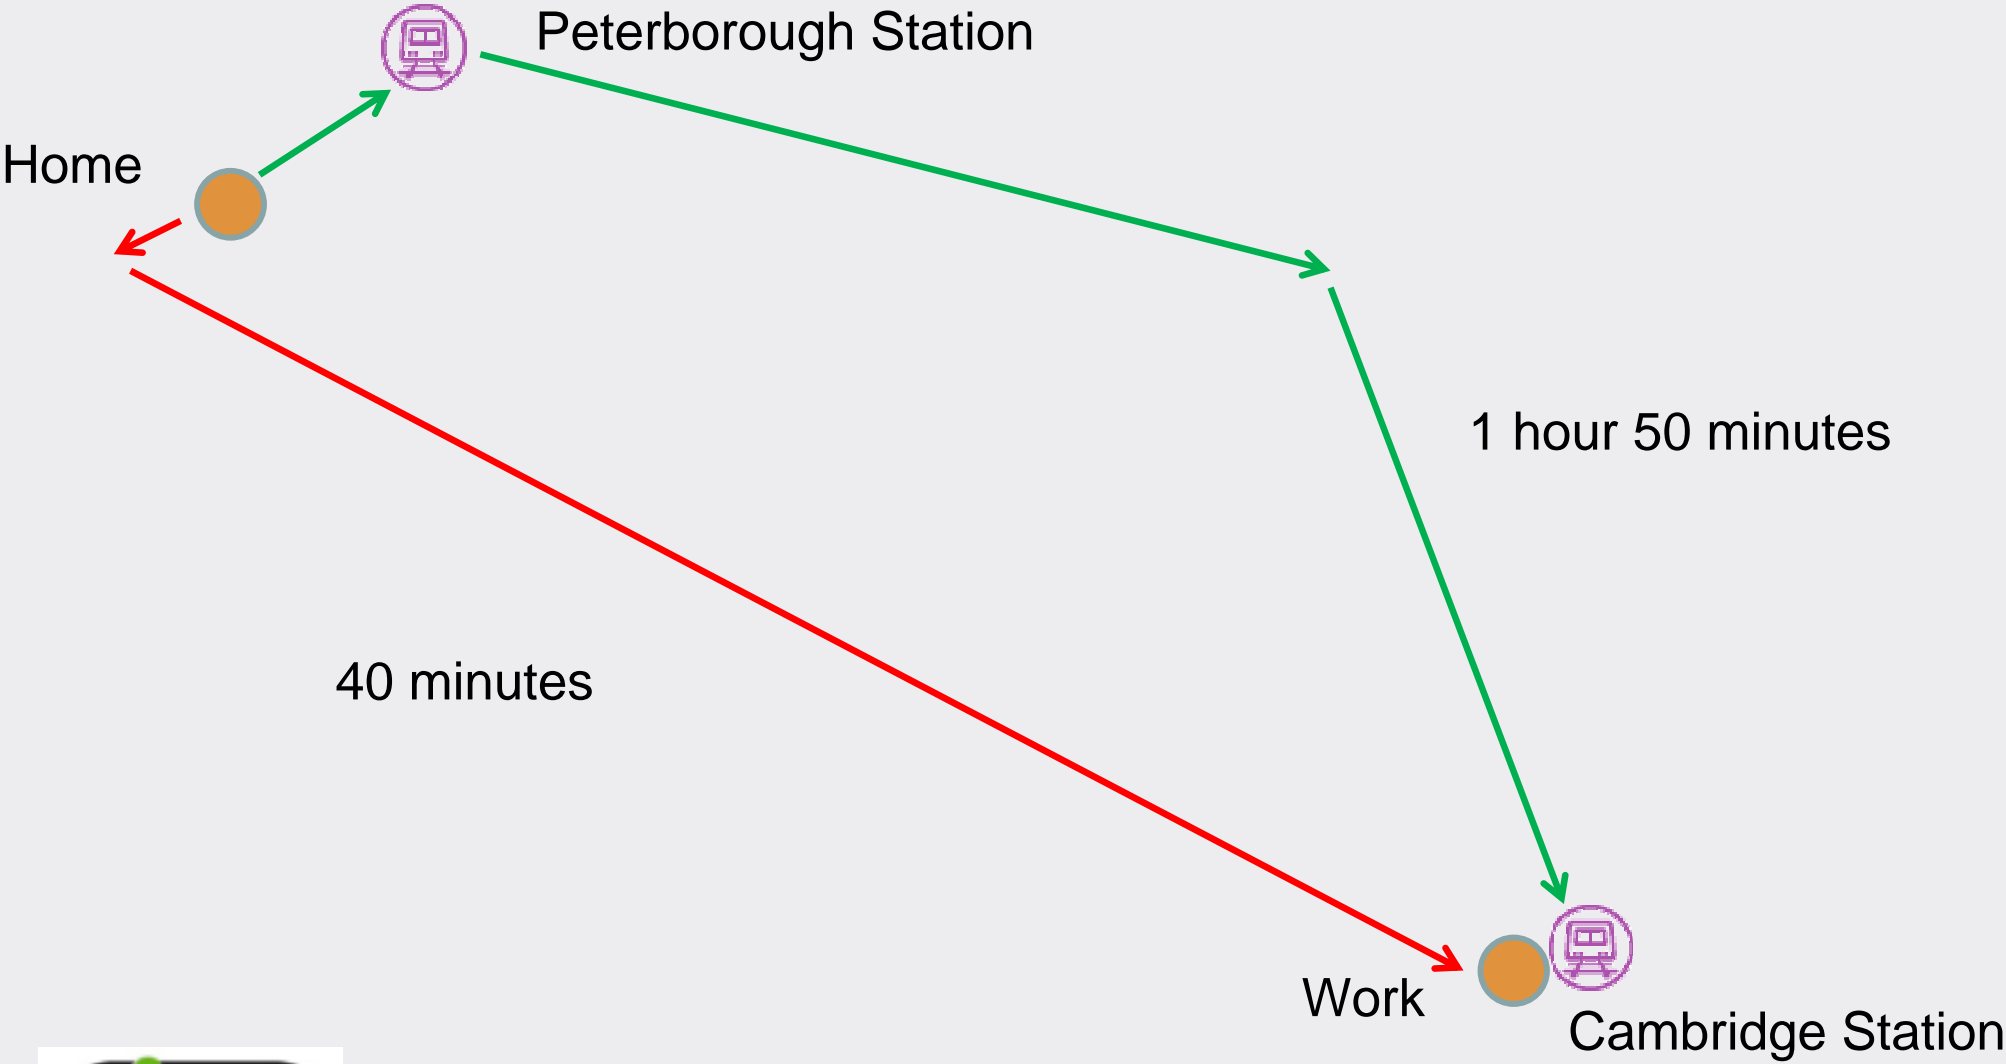 Peterborough Station
Home
1 hour 50 minutes
40 minutes
Work
Cambridge Station